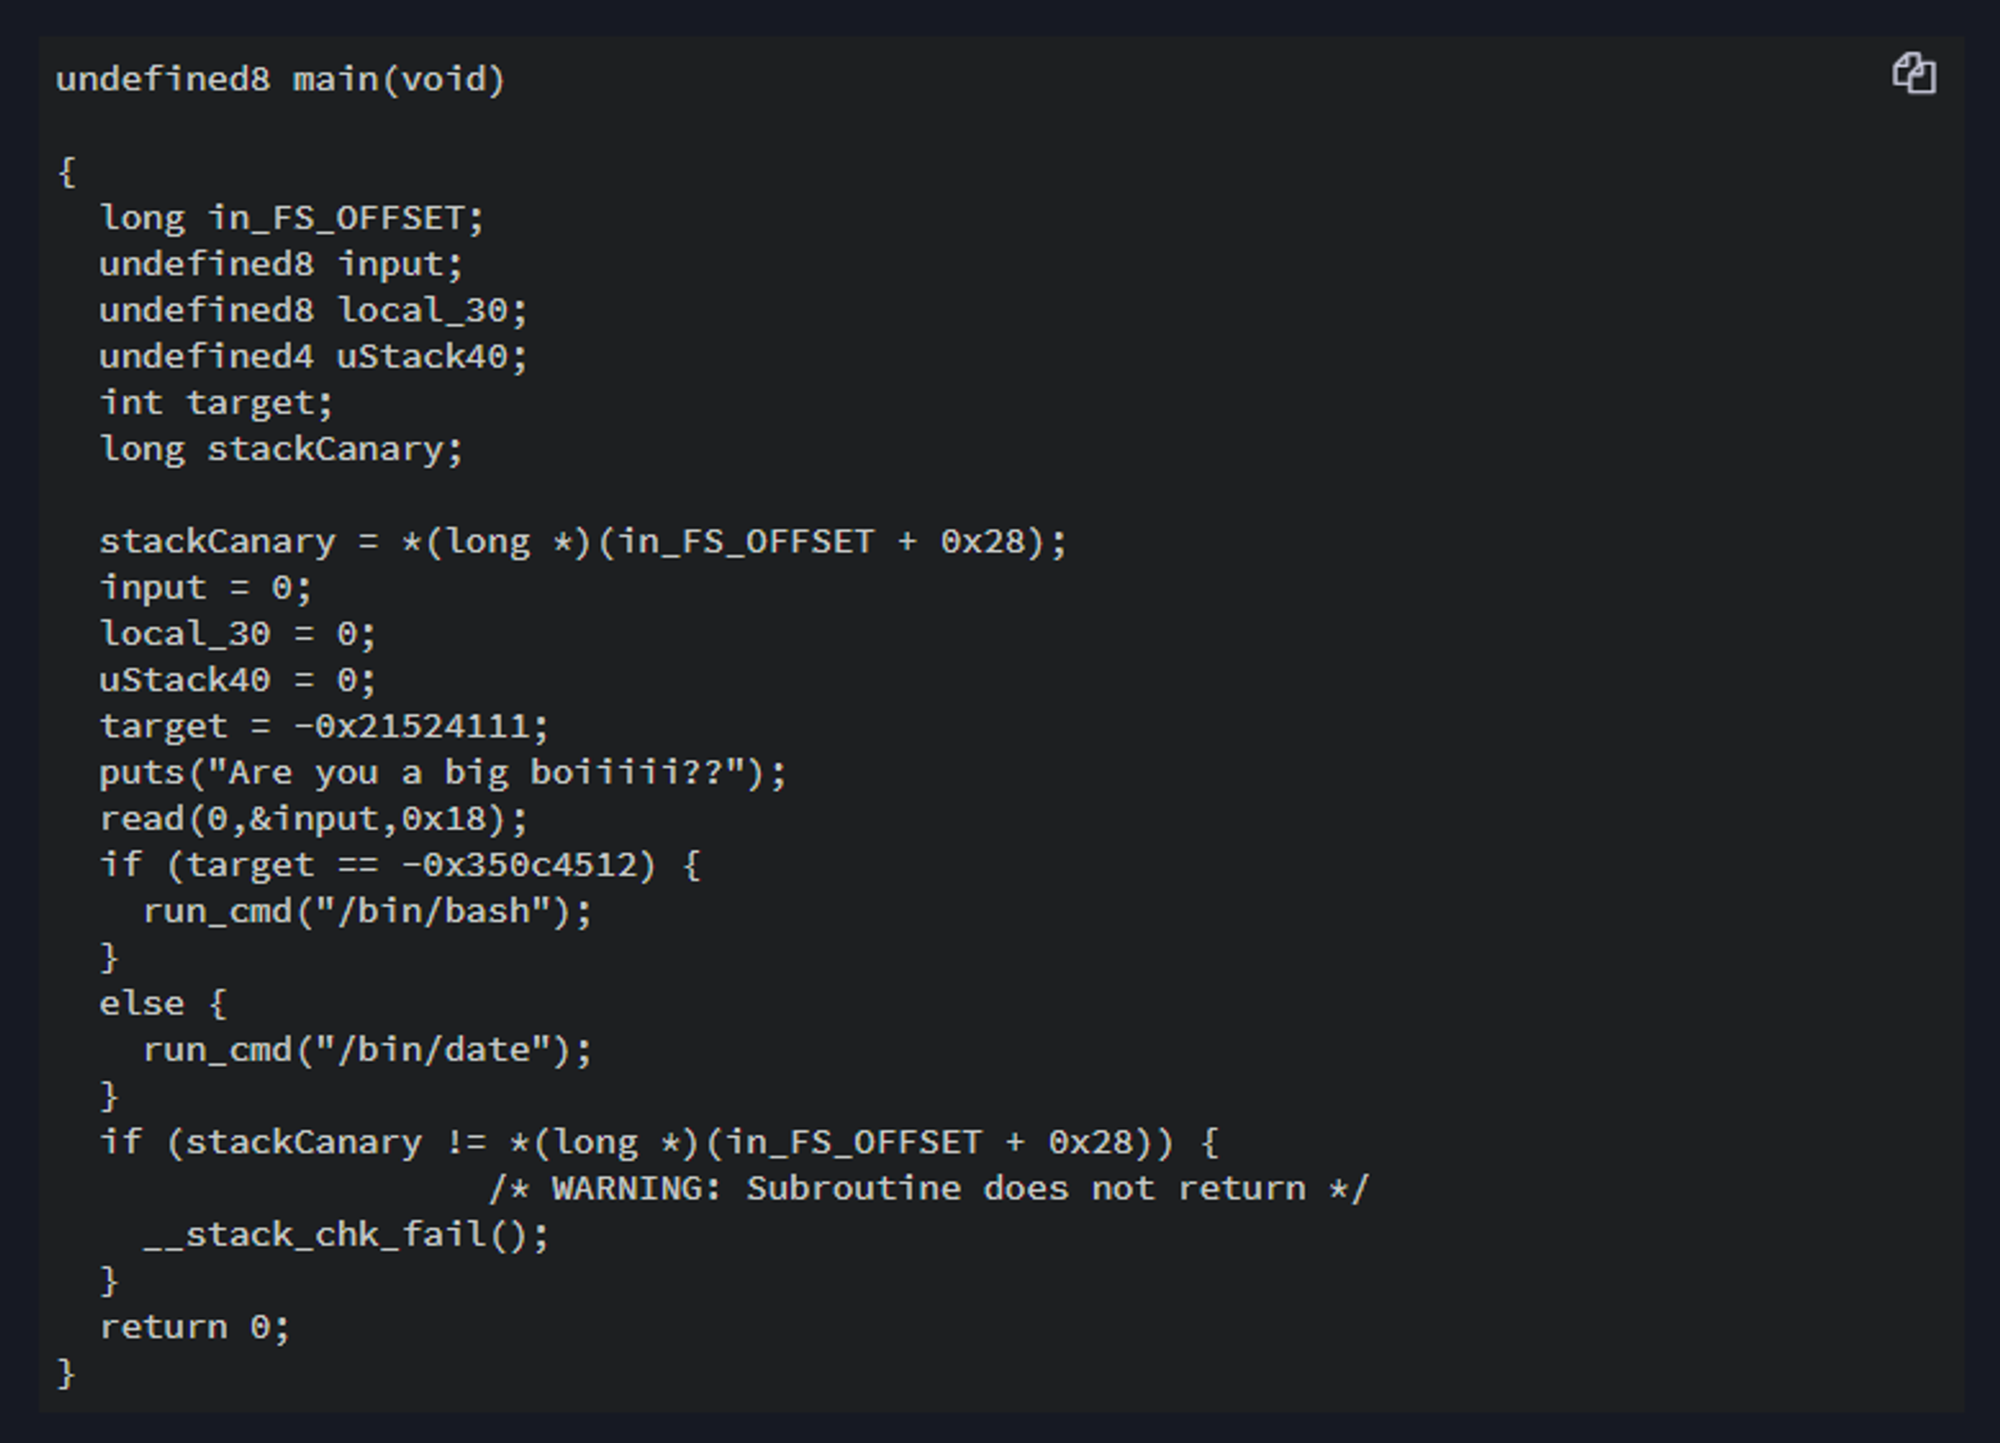 undefined8 main(void)
{
long in_FS_OFFSET;
undefined8 input;
undefined8 local_30;
undefined4 uStack40;
int target;
long stackCanary;
stackCanary = *(long *)(in_FS_OFFSET + 0x28);
input = 0;
local_30 = 0;
uStack40 = 0;
target = -0x21524111;
puts("Are you a big boiiiii??");
read(0,&input,0x18);
if (target == -0x350c4512) {
run_cmd("/bin/bash");
}
else {
run_cmd("/bin/date");
}
if (stackCanary != *(long *)(in_FS_OFFSET + 0x28)) {
/* WARNING: Subroutine does not return */
__stack_chk_fail();
}
return 0;
}